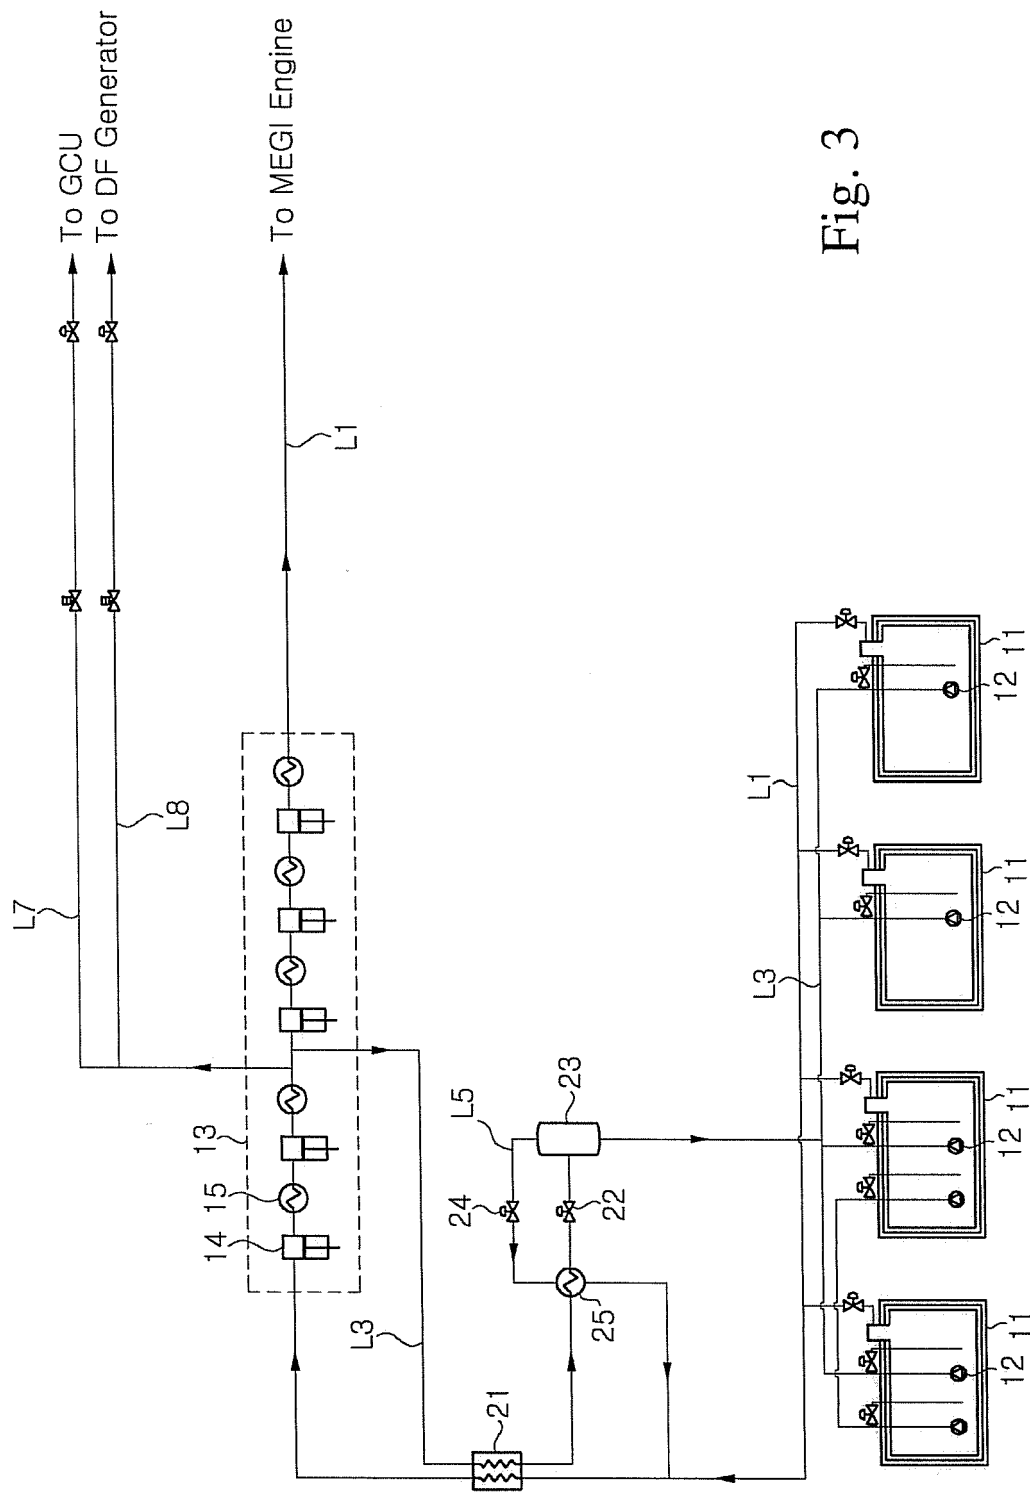 L7
To GCU
To DF Generator
L8
14
15
13
To MEGI Engine
L1
L3
24
L5
21
23
25
22
L3
L1
Fig. 3
12
11
12
11
12
11
12
11